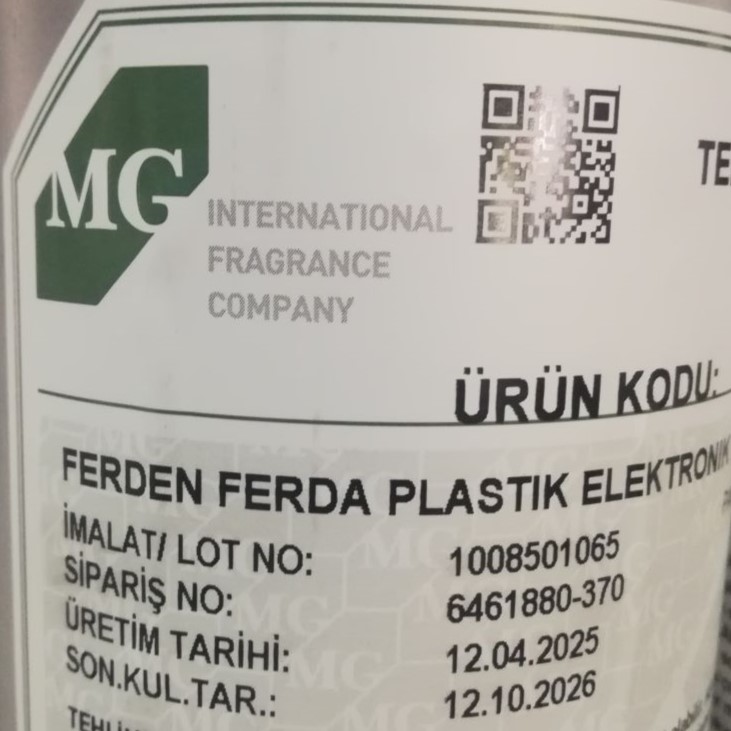 MG
INTERNATIONAL
FRAGRANCE
COMPANY
ÜRÜN KODU:
FERDEN FERDA PLASTIK ELEKTRONIK
İMALAT/ LOT NO: 1008501065
SİPARİŞ NO: 6461880-370
ÜRETİM TARİHİ: 12.04.2025
SON.KUL.TAR.: 12.10.2026